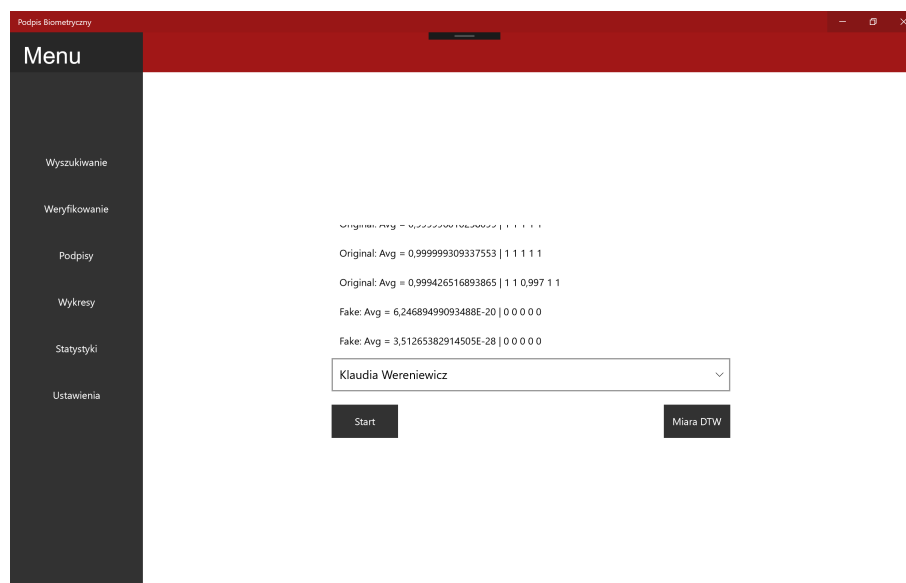 Podpis Biometryczny
Menu
Wyszukiwanie
Weryfikowanie
Podpisy
Wykresy
Statystyki
Ustawienia
Original: Avg = 0,999999309337553 | 1 1 1 1 1
Original: Avg = 0,999426516893865 | 1 1 0,997 1 1
Fake: Avg = 6,24689499093488E-20 | 0 0 0 0 0
Fake: Avg = 3,51265382914505E-28 | 0 0 0 0 0
Klaudia Wereniewicz
Start
Miara DTW